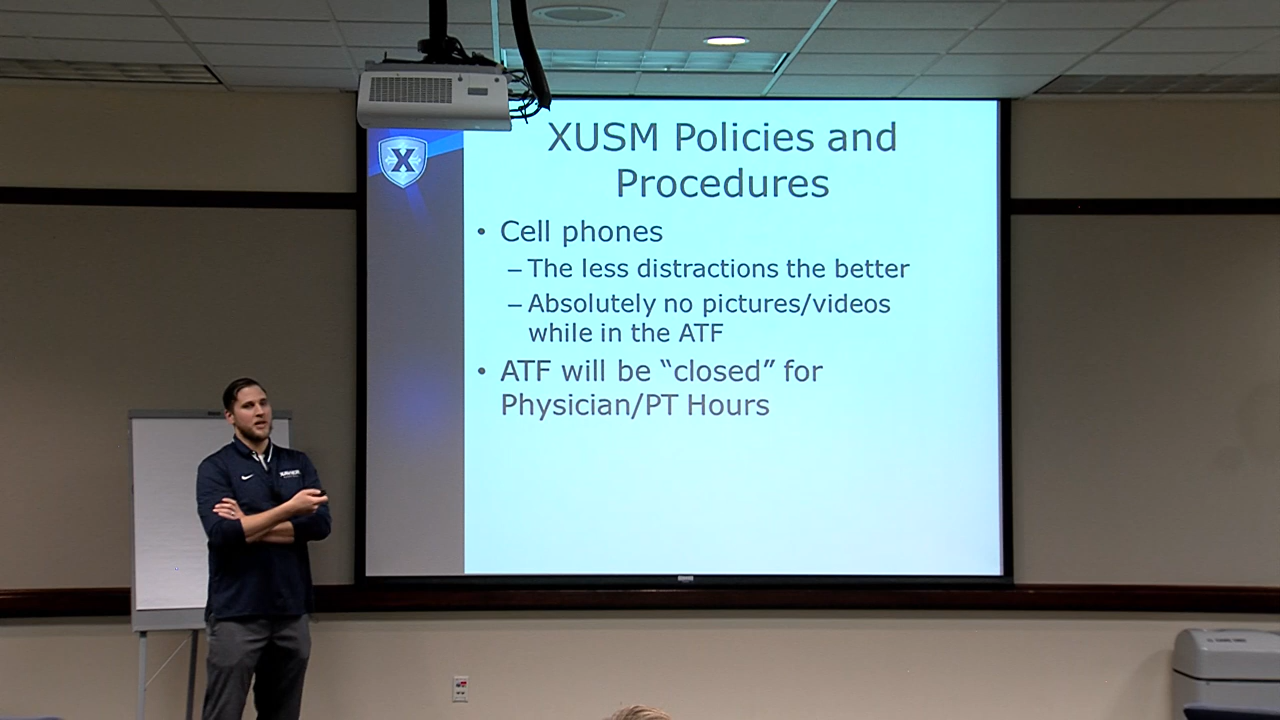 XUSM Policies and
Procedures
• Cell phones
– The less distractions the better
– Absolutely no pictures/videos
while in the ATF
• ATF will be “closed” for
Physician/PT Hours
X
XAVIER